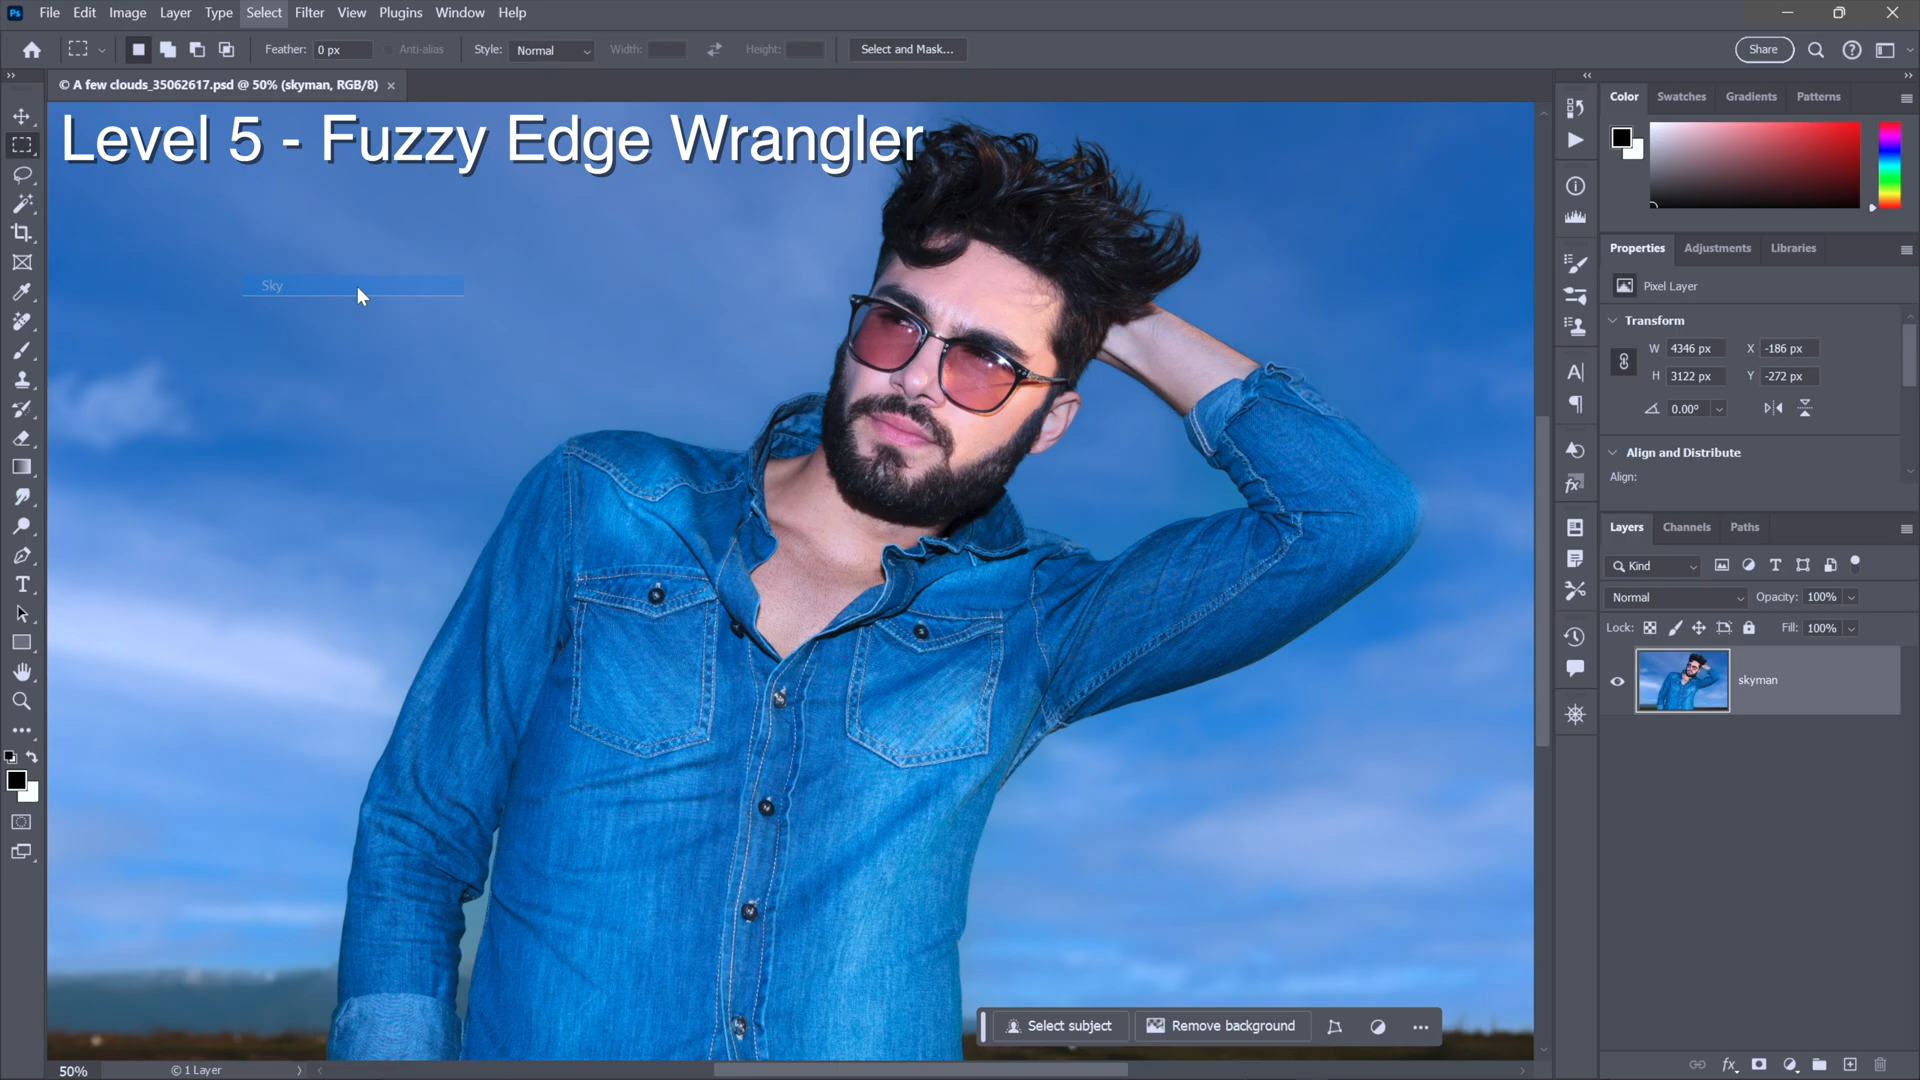 Ps File Edit Image Layer Type Select Filter View Plugins Window Help
Feather: 0 px Anti-alias Style: Normal Width: Height: Select and Mask... Share
© A few clouds_35062617.psd @ 50% (skyman, RGB/8)
Level 5 - Fuzzy Edge Wrangler
Sky
Select subject Remove background
50% © 1 Layer
Color Swatches Gradients Patterns
Properties Adjustments Libraries
Pixel Layer
Transform
W 4346 px X -186 px
H 3122 px Y -272 px
0.00°
Align and Distribute
Align:
Layers Channels Paths
Kind
Normal Opacity: 100%
Lock: Fill: 100%
skyman